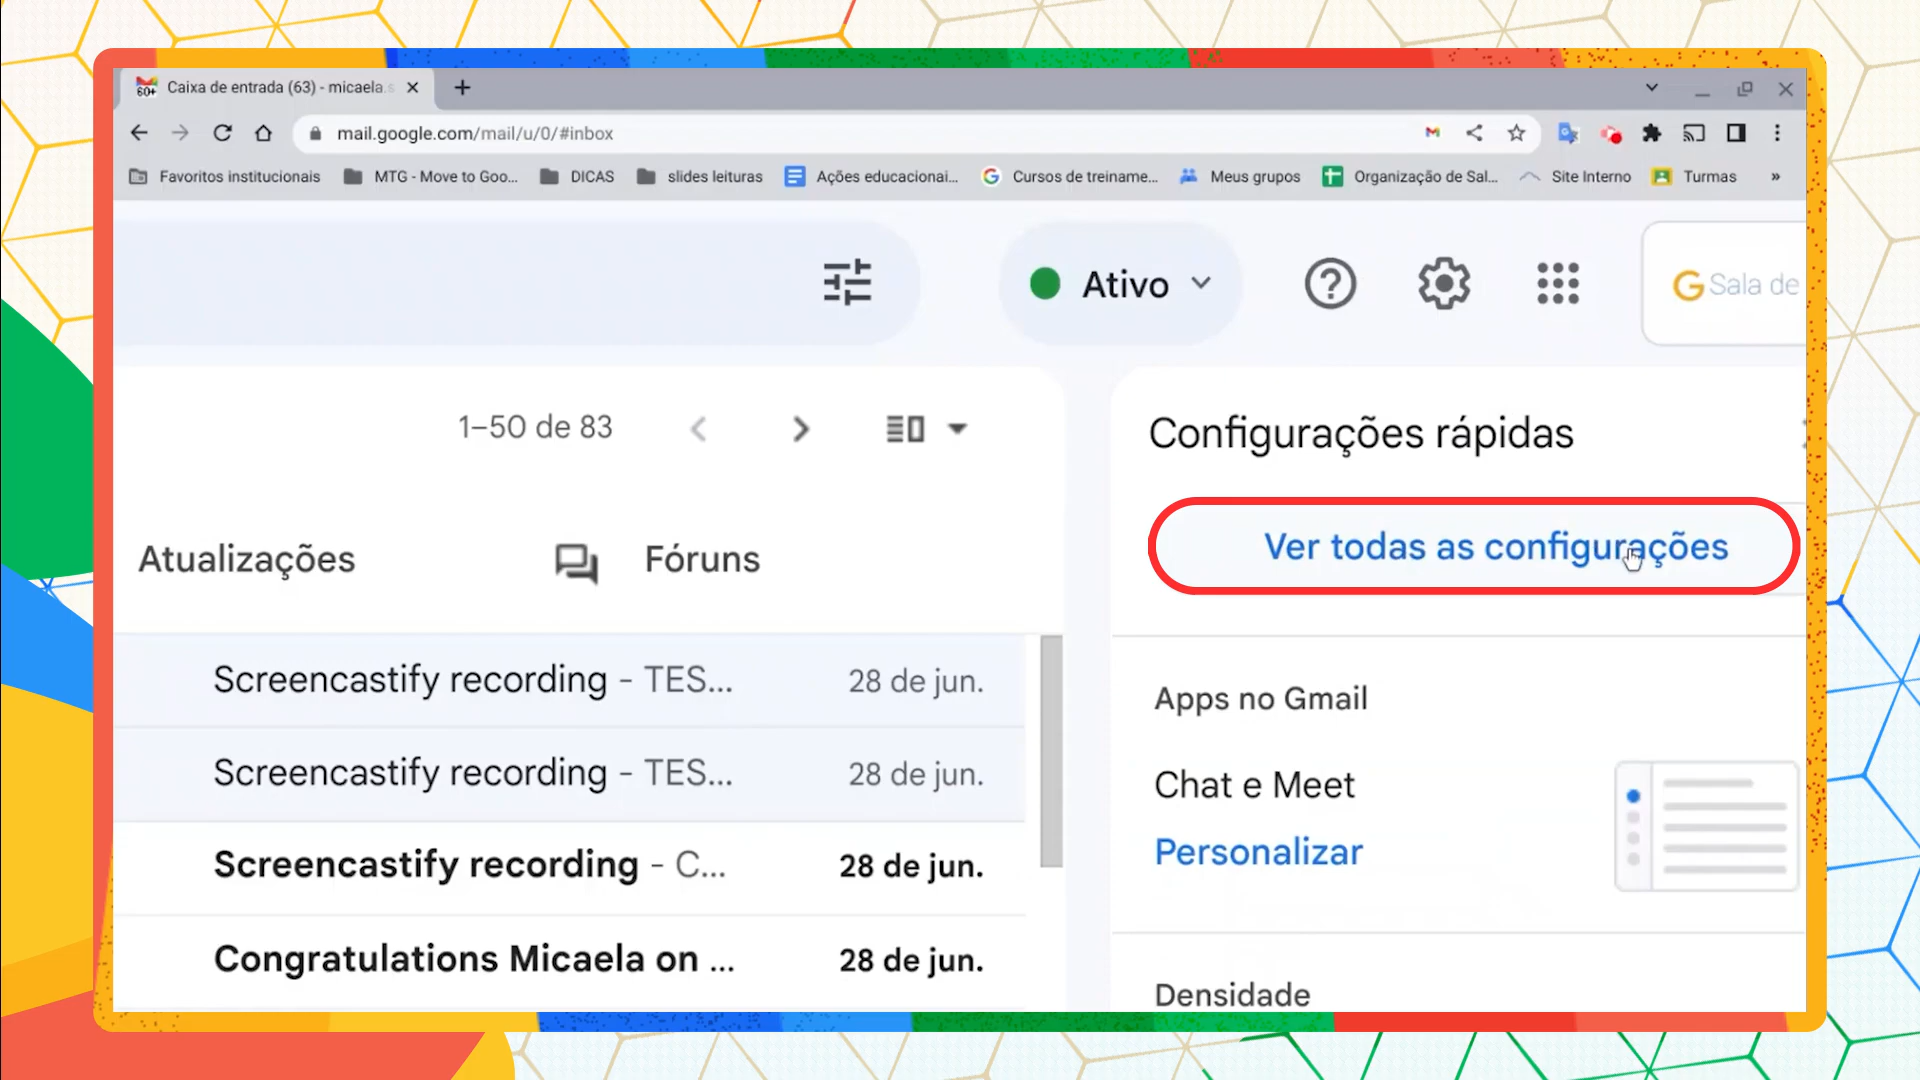 Caixa de entrada (63) - micaela.s
60+
mail.google.com/mail/u/0/#inbox
Favoritos institucionais
MTG - Move to Goo...
DICAS
slides leituras
Ações educacionai...
Cursos de treiname...
Meus grupos
Organização de Sal...
Site Interno
Turmas
»
Ativo
Sala de
1–50 de 83
Configurações rápidas
Ver todas as configurações
Atualizações
Fóruns
Screencastify recording - TES...
28 de jun.
Apps no Gmail
Screencastify recording - TES...
28 de jun.
Chat e Meet
Personalizar
Screencastify recording - C...
28 de jun.
Congratulations Micaela on ...
28 de jun.
Densidade